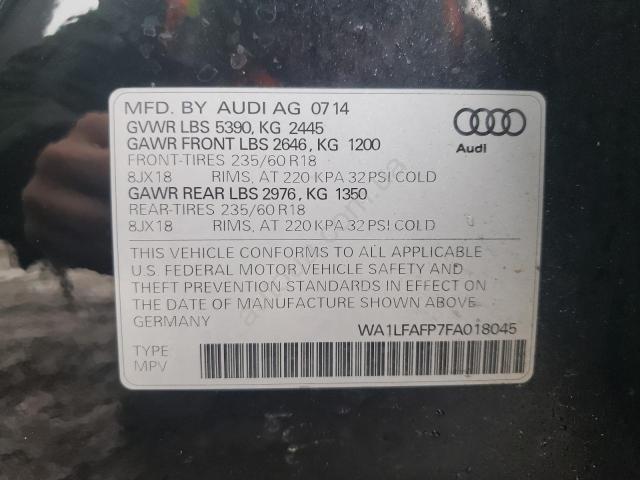 MFD. BY AUDI AG 07 14
GVWR LBS 5390, KG 2445
GAWR FRONT LBS 2646, KG 1200
FRONT-TIRES 235/60 R18
8JX18 RIMS, AT 220 KPA 32 PSI COLD
GAWR REAR LBS 2976, KG 1350
REAR-TIRES 235/60 R18
8JX18 RIMS, AT 220 KPA 32 PSI COLD
Audi
THIS VEHICLE CONFORMS TO ALL APPLICABLE
U.S. FEDERAL MOTOR VEHICLE SAFETY AND
THEFT PREVENTION STANDARDS IN EFFECT ON
THE DATE OF MANUFACTURE SHOWN ABOVE
GERMANY
WA1LFAFP7FA018045
TYPE
MPV